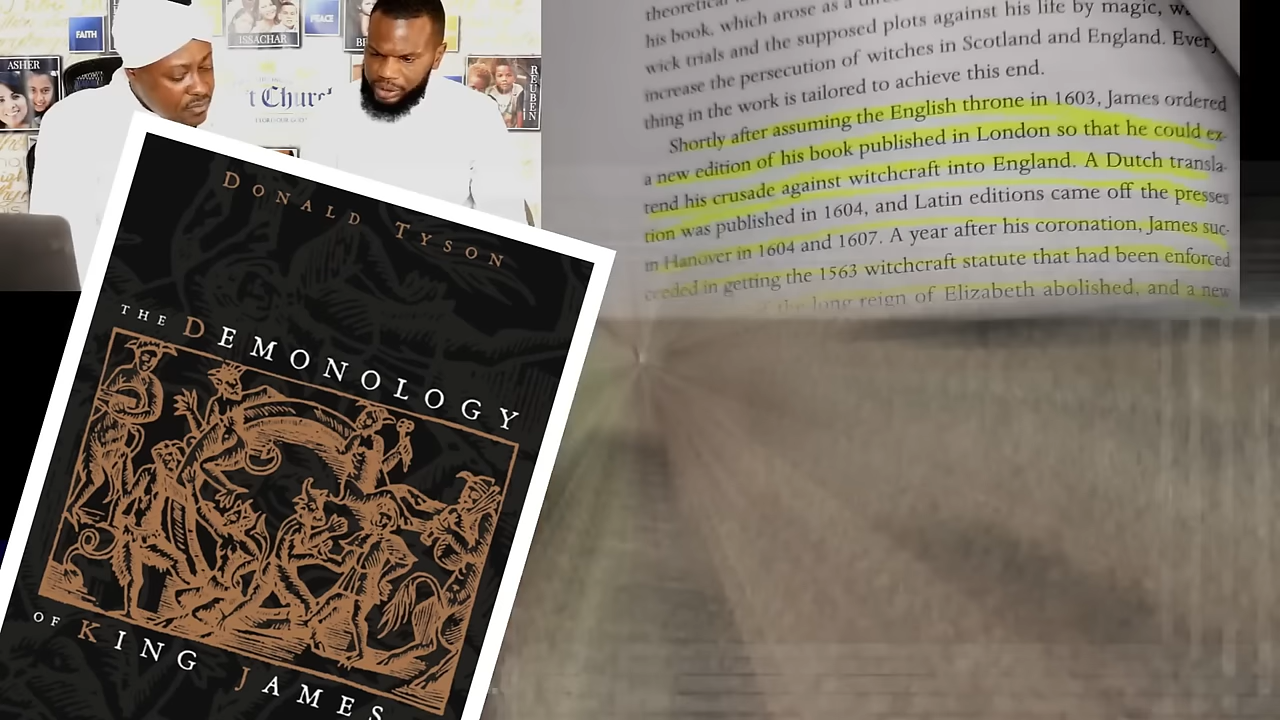 FAITH
ISSACHAR
PEACE
ASHER
REUBEN
t Church
DONALD TYSON
THE DEMONOLOGY
OF KING JAMES
theoretical
his book, which arose as a
wick trials and the supposed plots against his life by magic,
increase the persecution of witches in Scotland and England. Every
thing in the work is tailored to achieve this end.
Shortly after assuming the English throne in 1603, James ordered
a new edition of his book published in London so that he could ex-
tend his crusade against witchcraft into England. A Dutch transla-
tion was published in 1604, and Latin editions came off the presses
in Hanover in 1604 and 1607. A year after his coronation, James suc-
ceeded in getting the 1563 witchcraft statute that had been enforced
the long reign of Elizabeth abolished, and a new